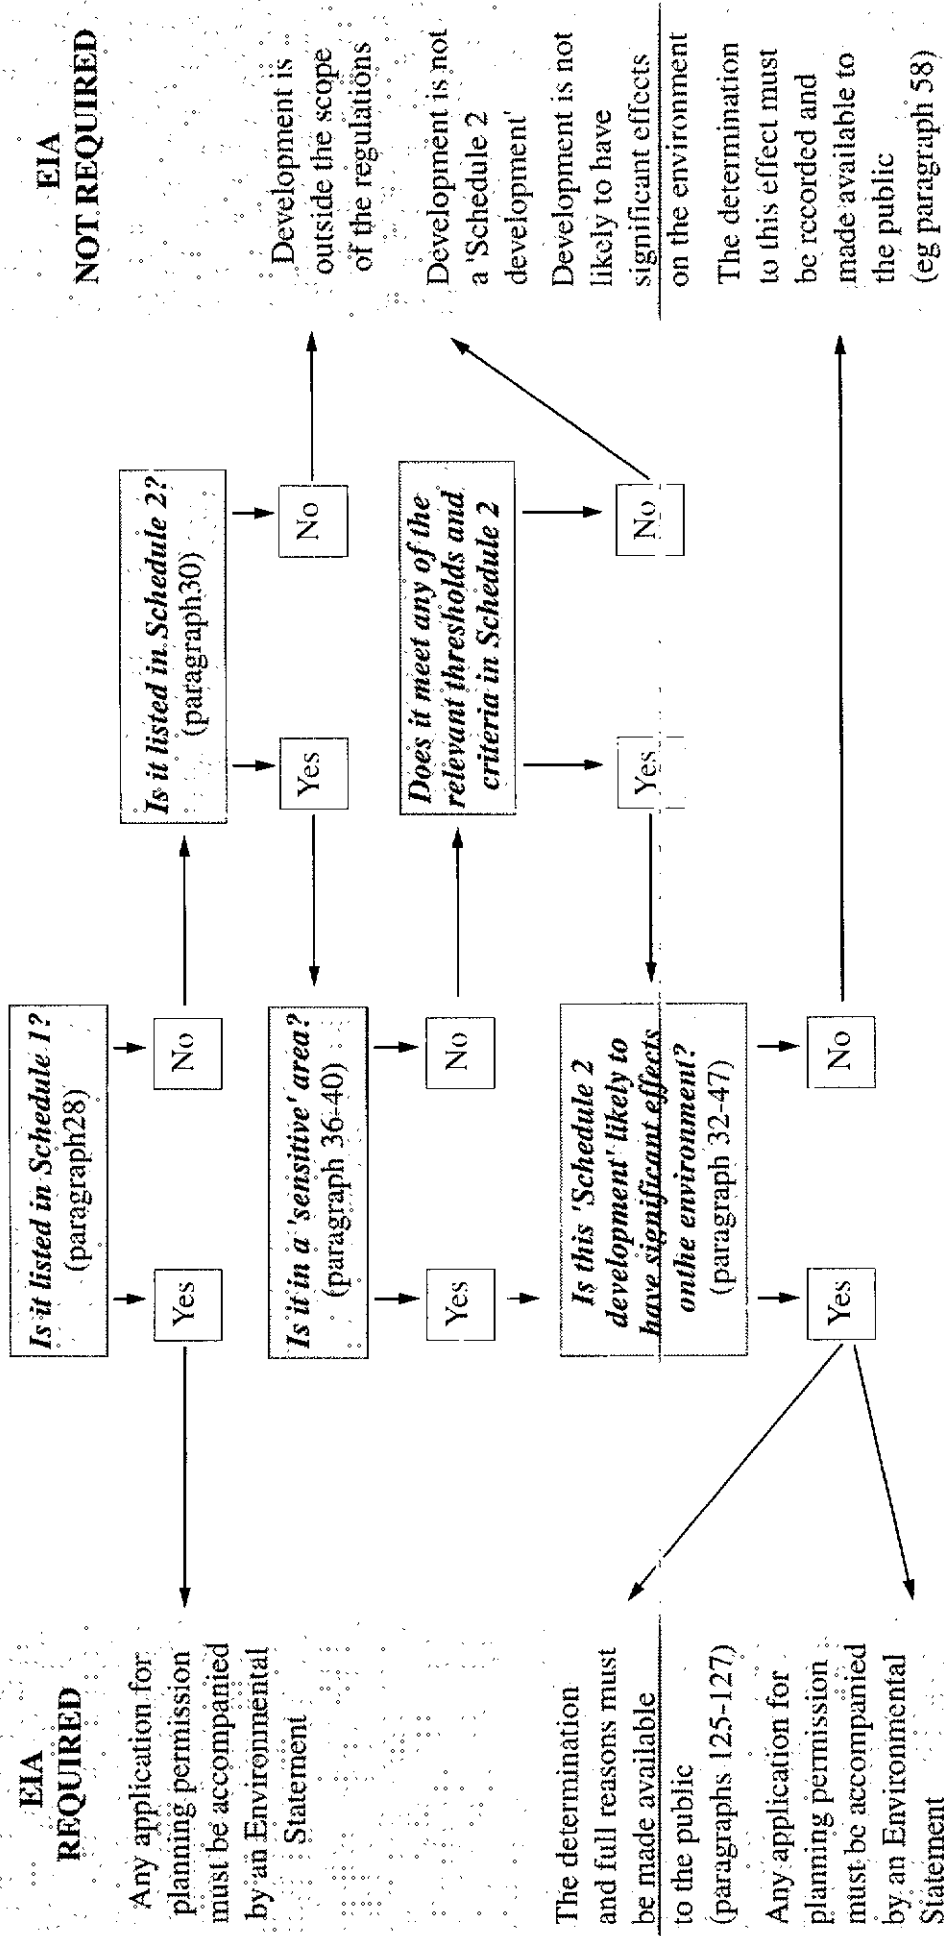 EIA
REQUIRED
Any application for
planning permission
must be accompanied
by an Environmental
Statement
The determination
and full reasons must
be made available
to the public
(paragraphs 125-127)
Any application for
planning permission
must be accompanied
by an Environmental
Statement
Is it listed in Schedule 1?
(paragraph28)
Yes
No
Is it in a 'sensitive' area?
(paragraph 36-40)
Yes
No
Is this 'Schedule 2
development' likely to
have significant effects
onthe environment?
(paragraph 32-47)
Yes
No
Is it listed in Schedule 2?
(paragraph30)
Yes
No
Does it meet any of the
relevant thresholds and
criteria in Schedule 2
Yes
No
EIA
NOT REQUIRED
Development is
outside the scope
of the regulations
Development is not
a 'Schedule 2
development'
Development is not
likely to have
significant effects
on the environment
The determination
to this effect must
be recorded and
made available to
the public
(eg paragraph 58)